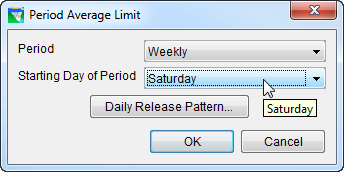 Period Average Limit
Period Weekly
Starting Day of Period Saturday
Daily Release Pattern... Saturday
OK Cancel